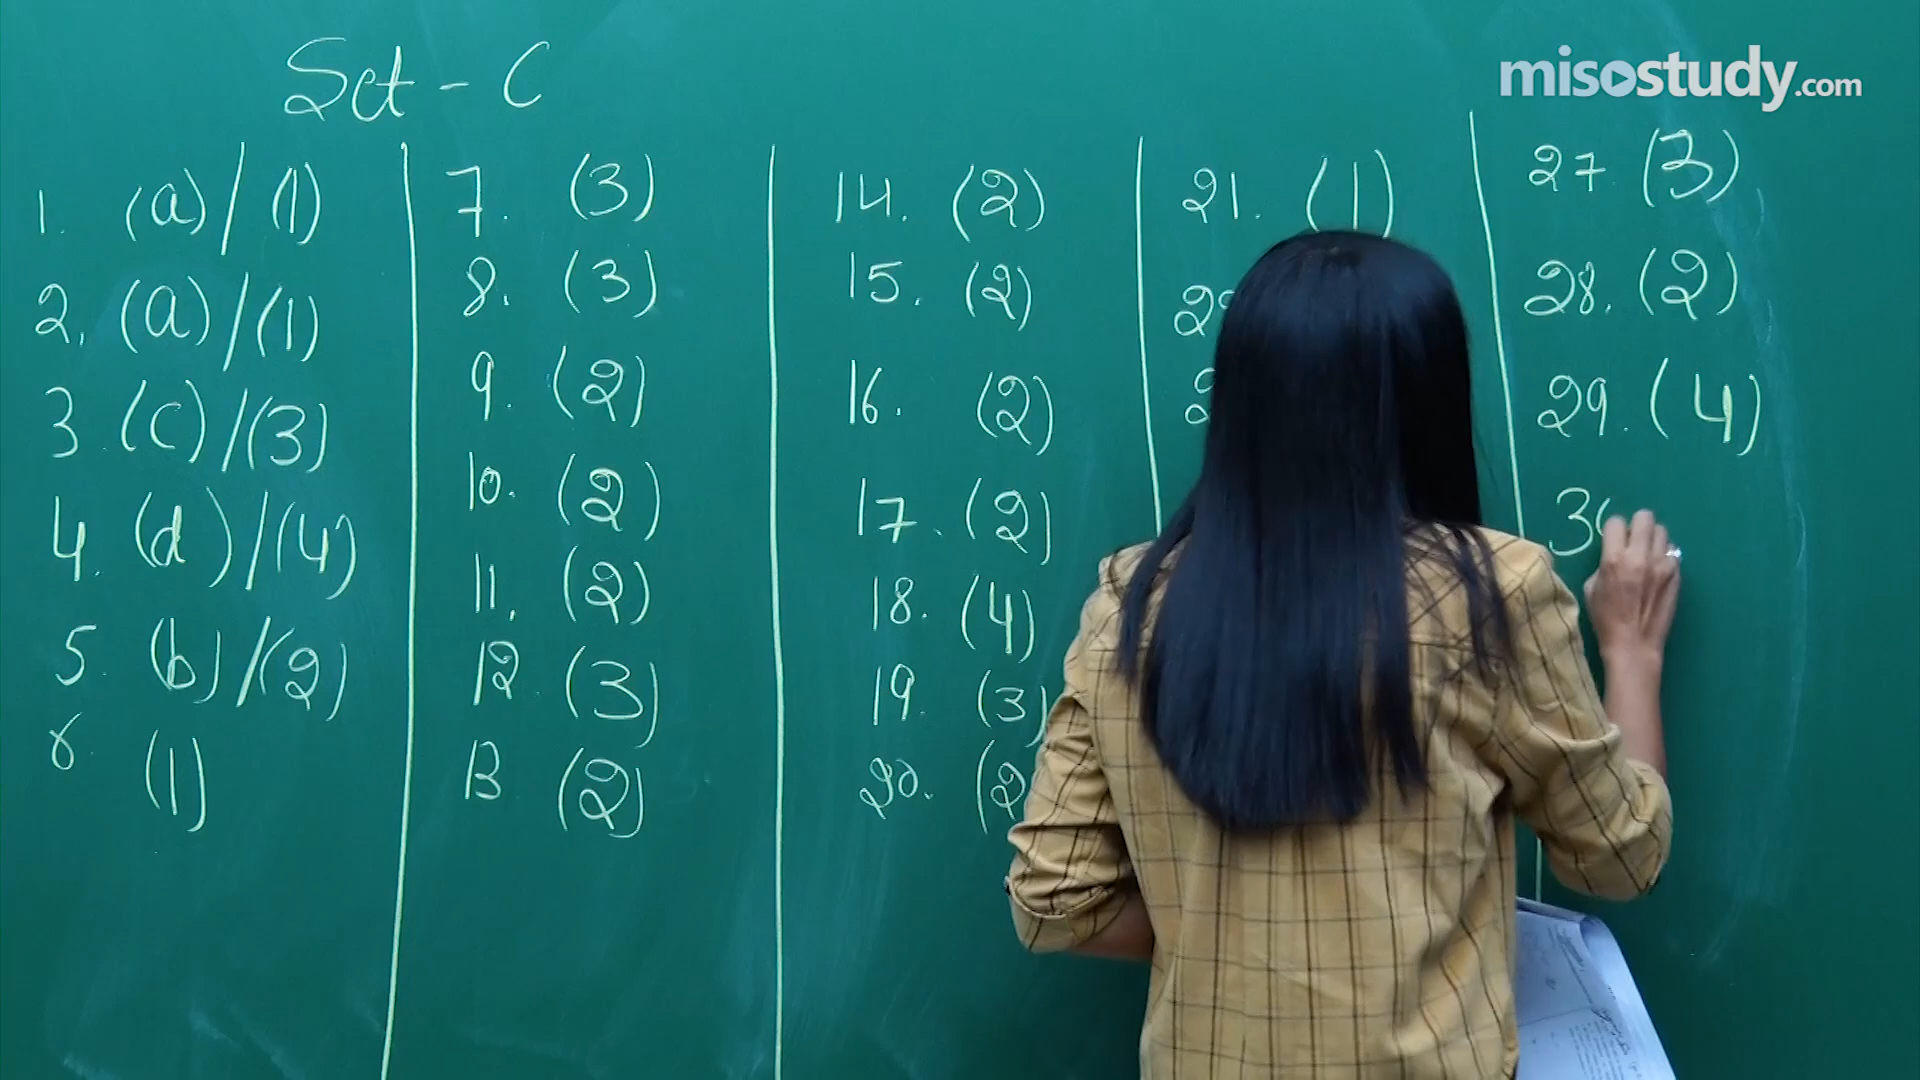 misostudy.com
Set - C
1. (a) / (1)
2. (a) / (1)
3 (c) / (3)
4. (d) / (4)
5. (b) / (2)
6. (1)
7. (3)
8. (3)
9. (2)
10. (2)
11. (2)
12. (3)
13 (2)
14. (2)
15. (2)
16. (2)
17. (2)
18. (4)
19. (3)
20. (2
21. (1)
27 (3)
28. (2)
29. (4)